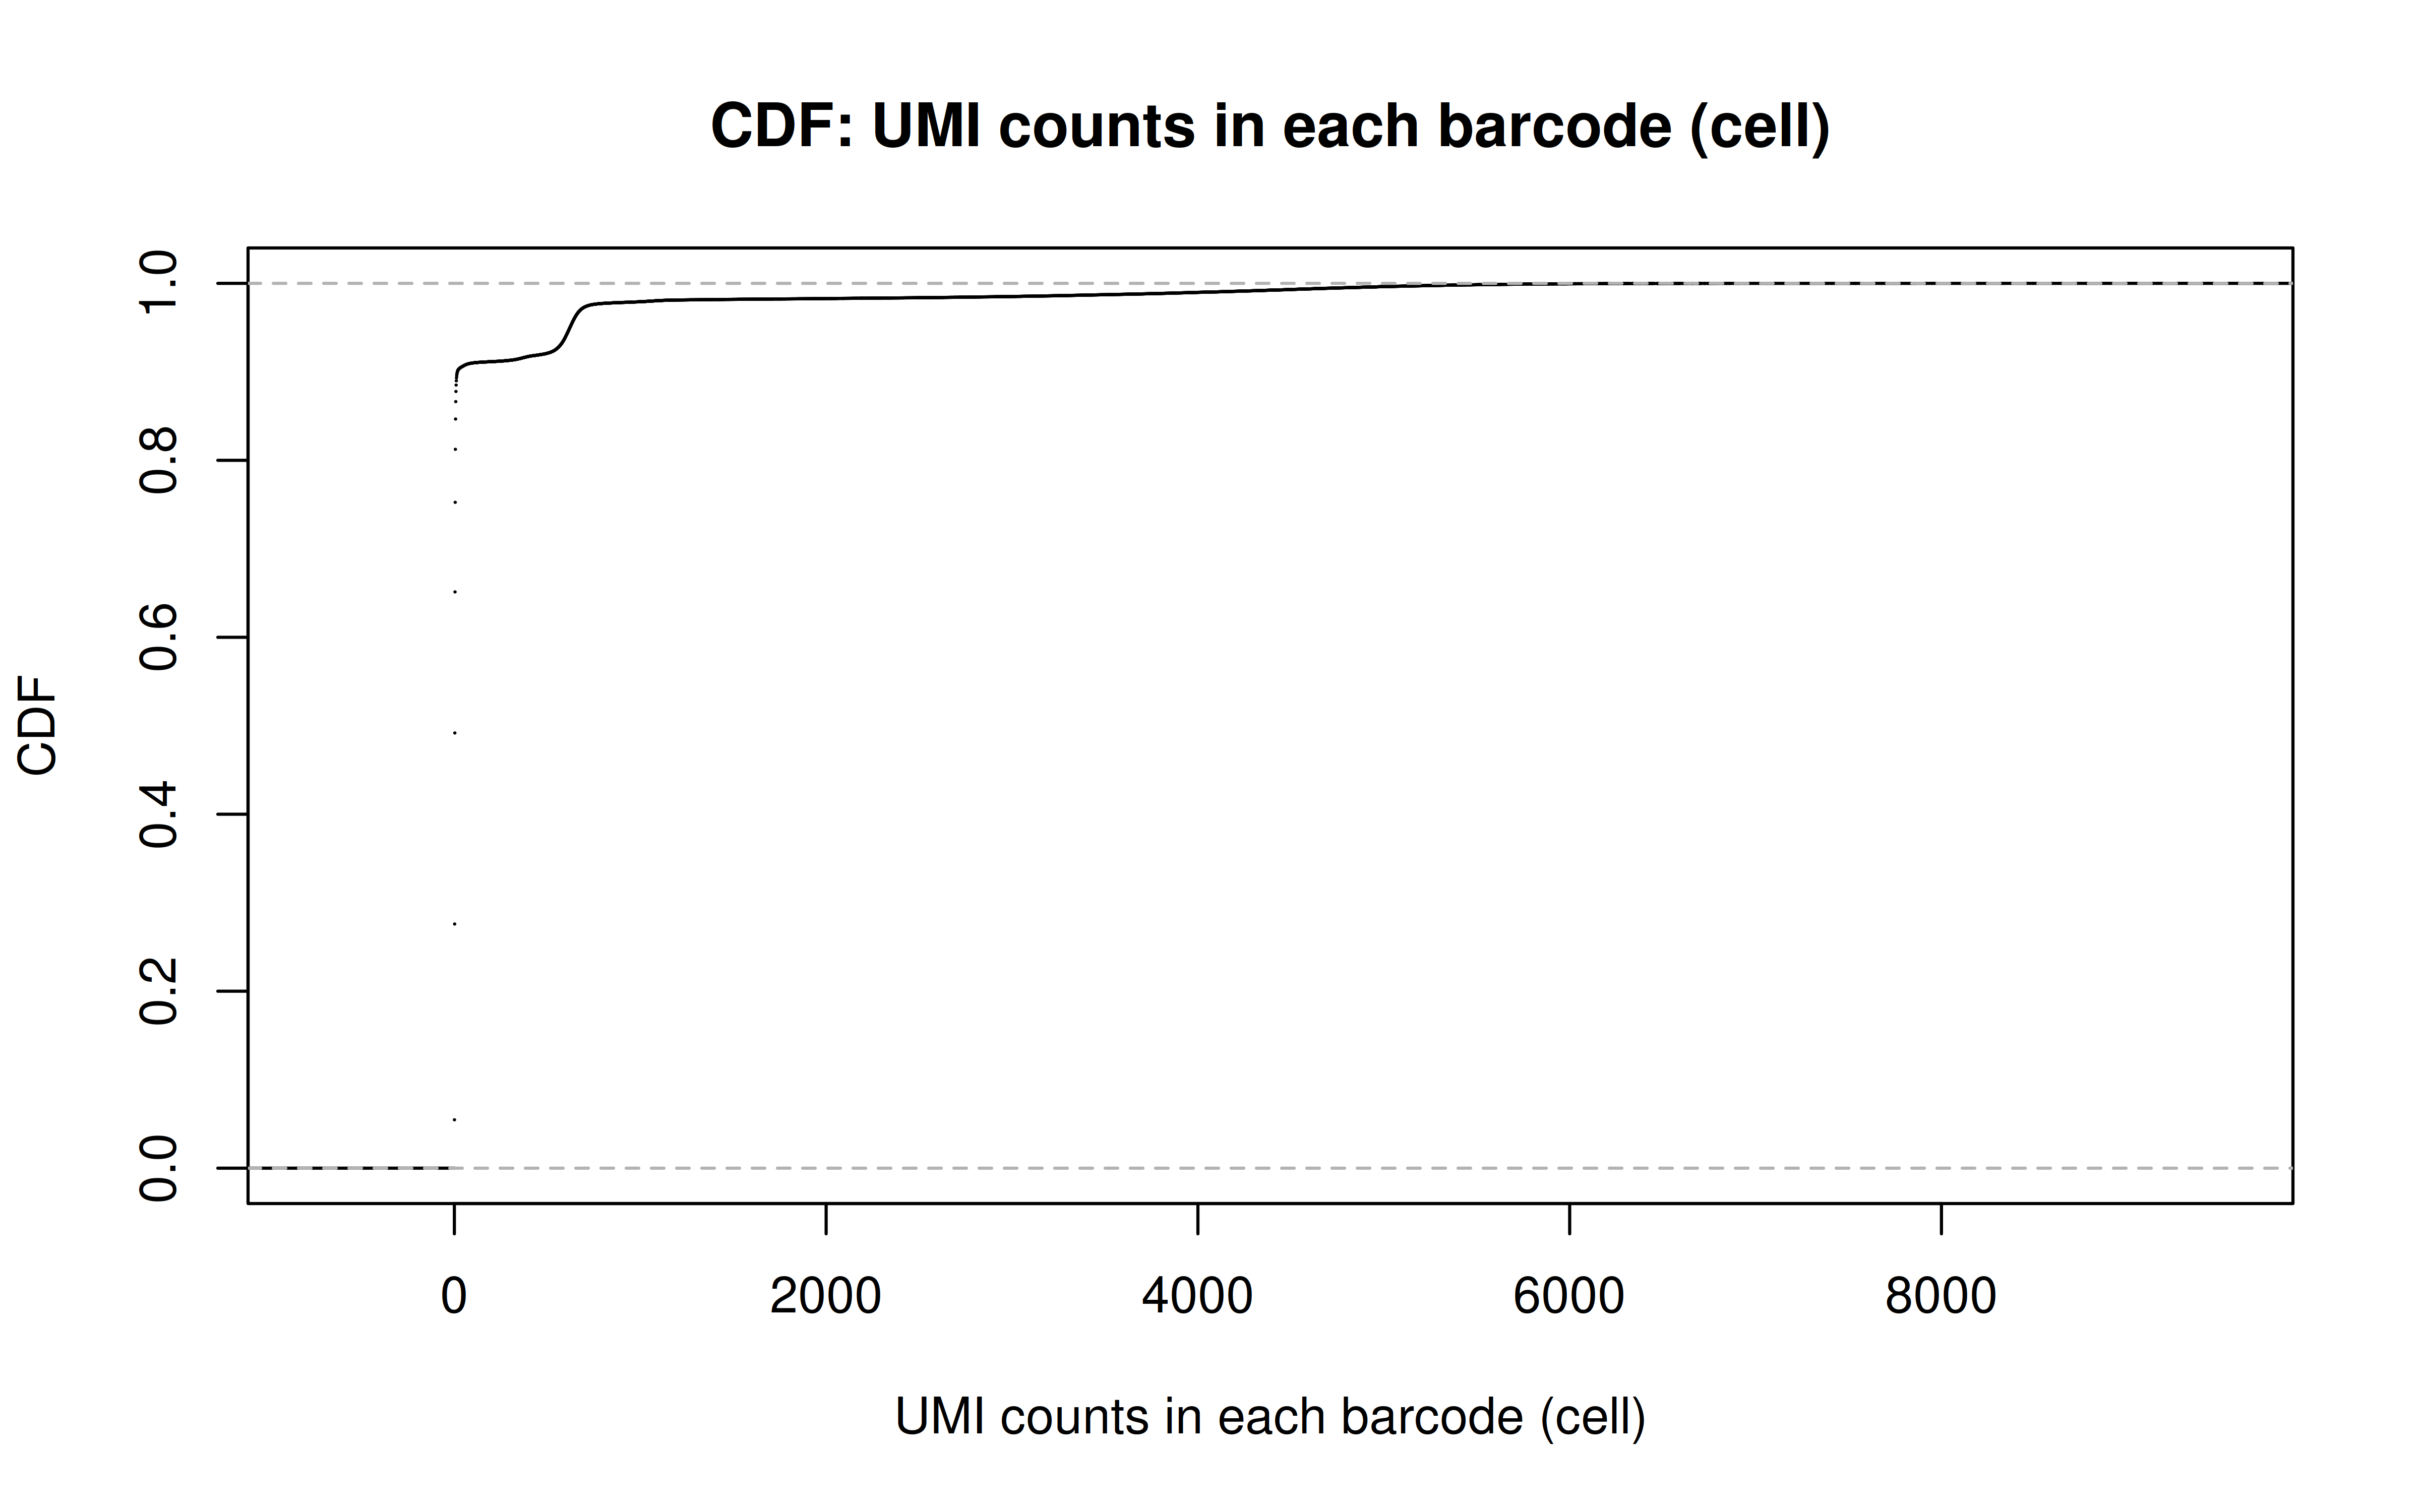 CDF: UMI counts in each barcode (cell)
1.0
0.8
0.6
0.4
0.2
0.0
CDF
0 2000 4000 6000 8000
UMI counts in each barcode (cell)